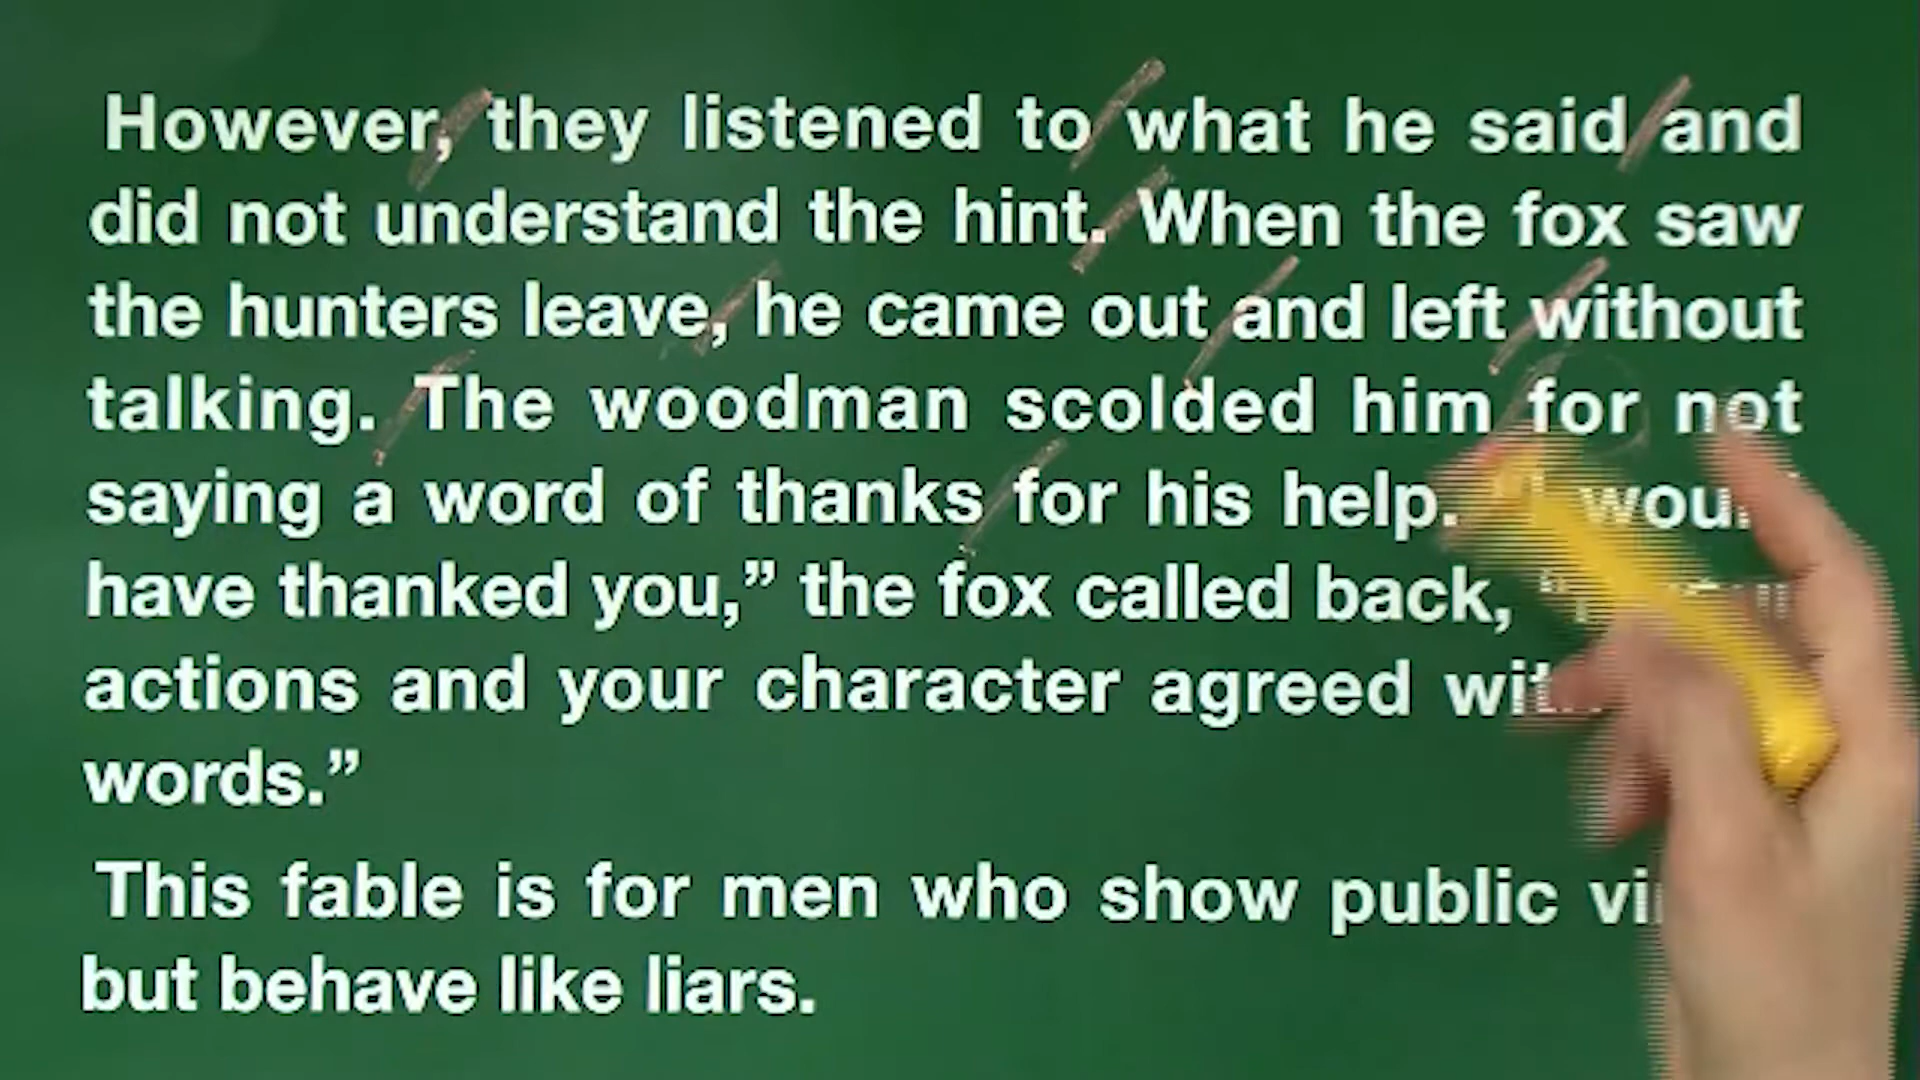 However, they listened to what he said and
did not understand the hint. When the fox saw
the hunters leave, he came out and left without
talking. The woodman scolded him for not
saying a word of thanks for his help.
have thanked you,” the fox called back,
actions and your character agreed
words.”
This fable is for men who show public
but behave like liars.